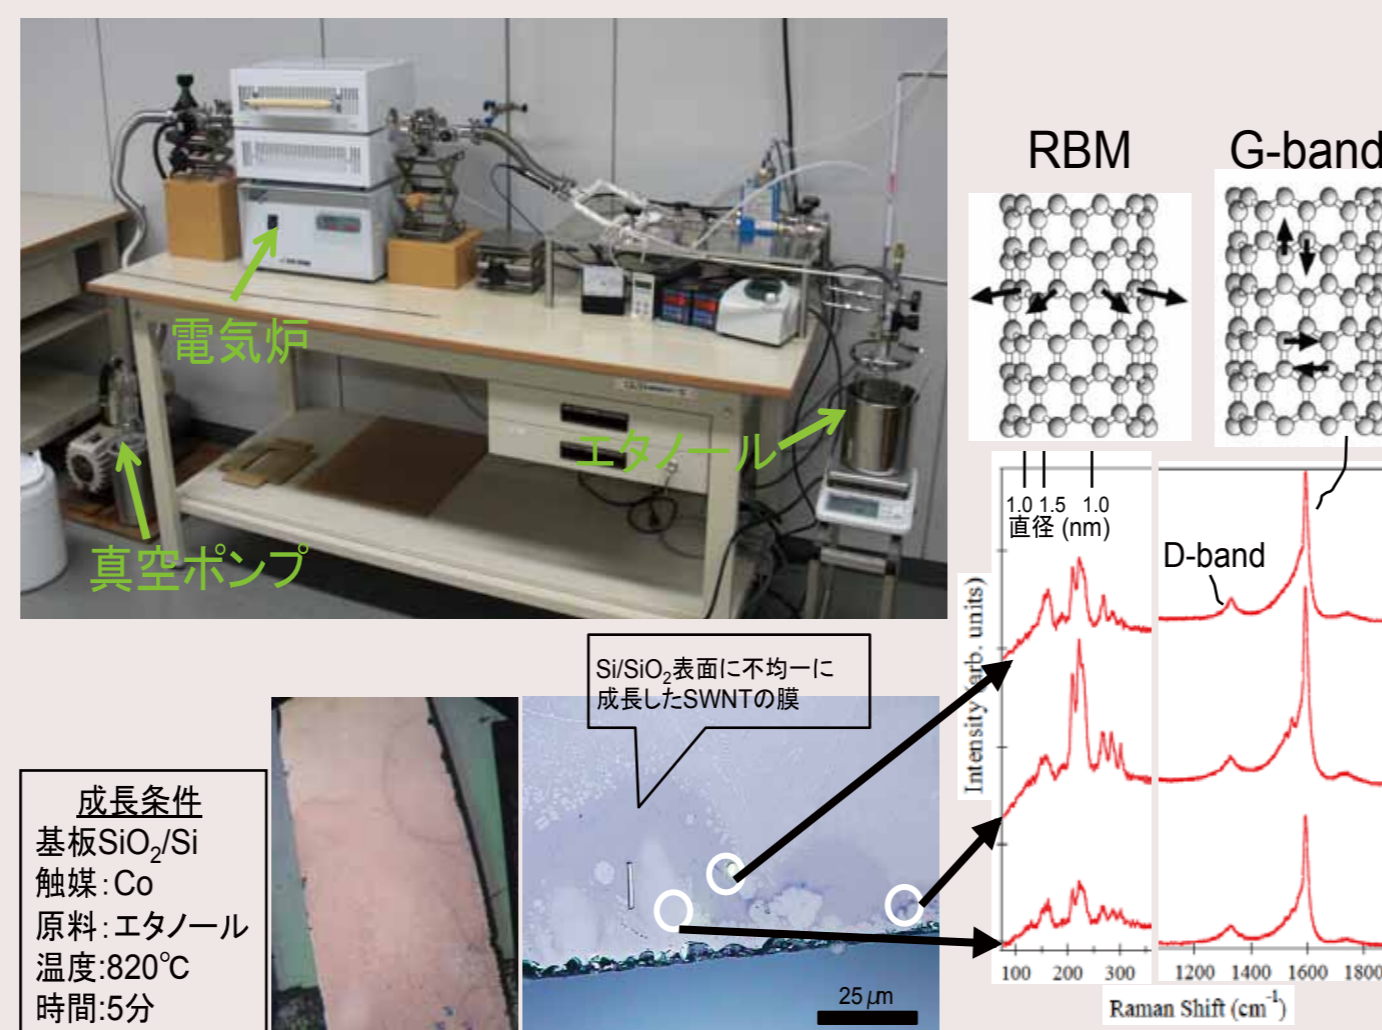 電気炉
エタノール
真空ポンプ
RBM
G-band
1.0 1.5 1.0
直径 (nm)
D-band
Intensity (arb. units)
100 200 300
1200 1400 1600 1800
Raman Shift (cm⁻¹)
Si/SiO₂表面に不均一に
成長したSWNTの膜
25μm
成長条件
基板SiO₂/Si
触媒:Co
原料:エタノール
温度:820℃
時間:5分